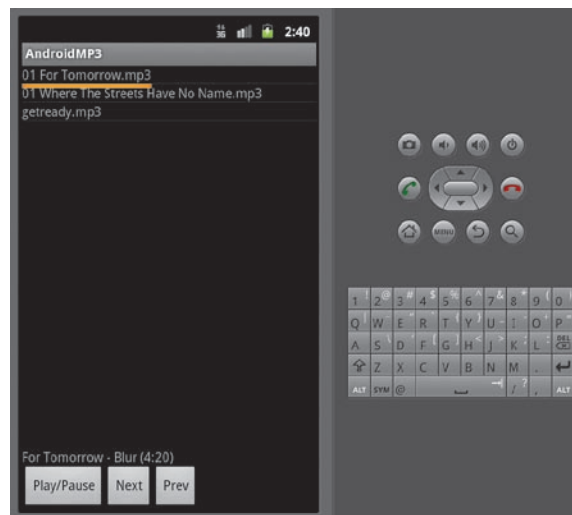 2:40
AndroidMP3
01 For Tomorrow.mp3
01 Where The Streets Have No Name.mp3
getready.mp3
For Tomorrow - Blur (4:20)
Play/Pause Next Prev
MENU
1 ! 2 @ 3 # 4 $ 5 % 6 ^ 7 & 8 * 9 ( 0
Q W E R T Y U I O P
A S D F G H J K L DEL
Z X C V B N M .
ALT SYM @ / ? , ALT